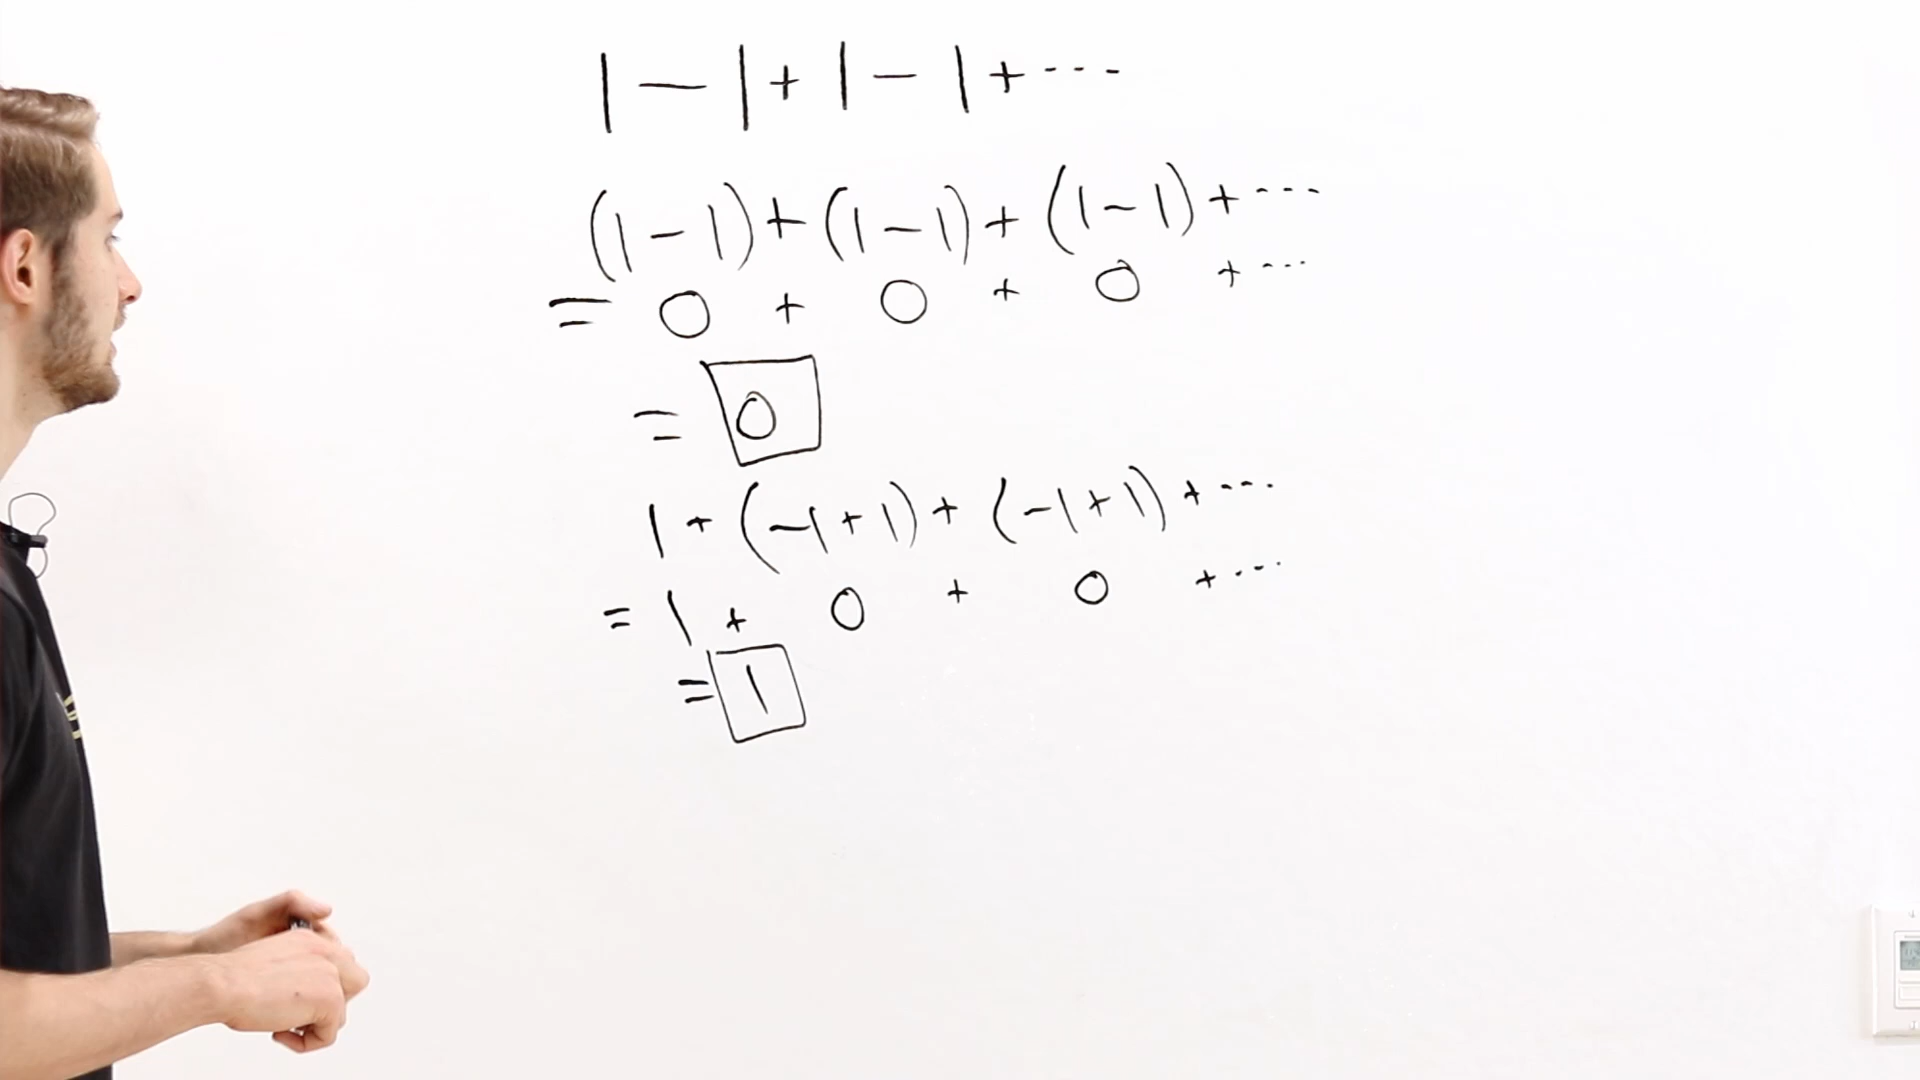 1 - 1 + 1 - 1 + ...
(1 - 1) + (1 - 1) + (1 - 1) + ...
= 0 + 0 + 0 + ...
= 0
1 + (-1 + 1) + (-1 + 1) + ...
= 1 + 0 + 0 + ...
= 1